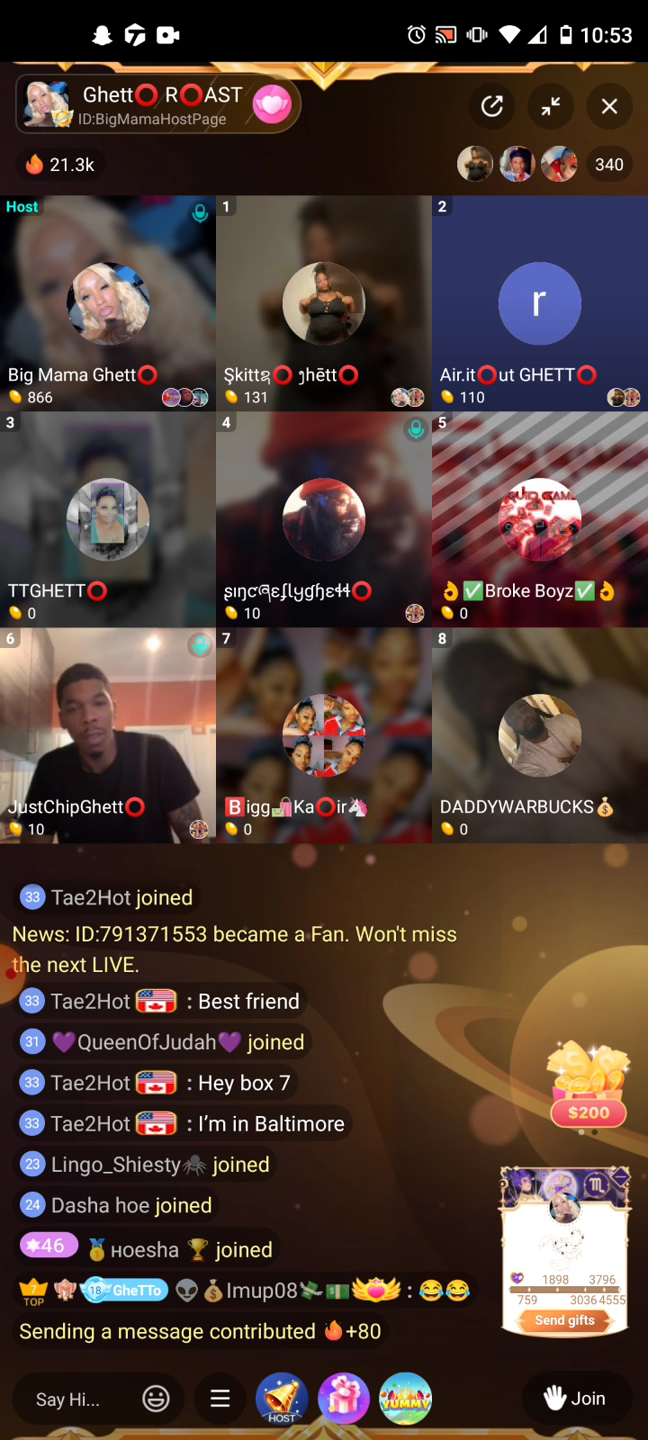 10:53
Ghett⭕ R⭕AST
ID:BigMamaHostPage
🔥 21.3k
340
Host
1
2
Big Mama Ghett⭕
866
131
r
Air.it⭕ut GHETT⭕
110
3
4
5
TTGHETT⭕
0
10
👌✅Broke Boyz✅👌
0
6
7
8
JustChipGhett⭕
10
🅱️igg🛍️Ka⭕ir🦄
0
DADDYWARBUCKS💰
0
33 Tae2Hot joined
News: ID:791371553 became a Fan. Won't miss
the next LIVE.
33 Tae2Hot : Best friend
31 💜QueenOfJudah💜 joined
33 Tae2Hot : Hey box 7
33 Tae2Hot : I'm in Baltimore
$200
23 Lingo_Shiesty🕷️ joined
24 Dasha hoe joined
46 🏅ноesha 🏆 joined
7 TOP 18 GheTTo 👽💰Imup08💸💵 : 😂😂
1898 3796
759 3036 4555
Send gifts
Sending a message contributed 🔥+80
Say Hi...
HOST
YUMMY
Join